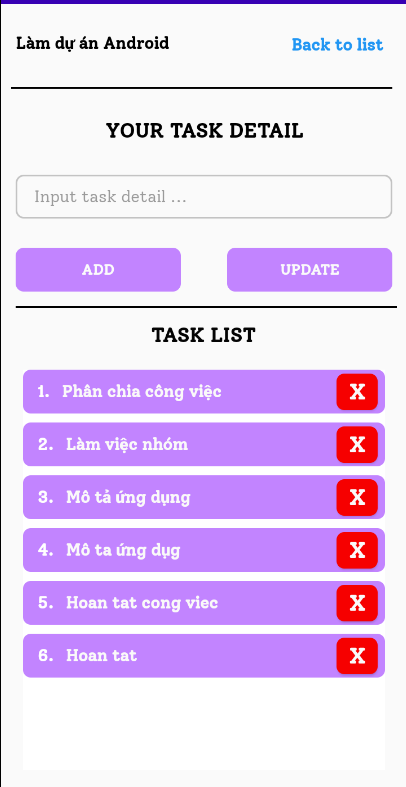 Làm dự án Android
Back to list
YOUR TASK DETAIL
Input task detail ...
ADD
UPDATE
TASK LIST
1. Phân chia công việc X
2. Làm việc nhóm X
3. Mô tả ứng dụng X
4. Mô ta ứng dụg X
5. Hoan tat cong viec X
6. Hoan tat X